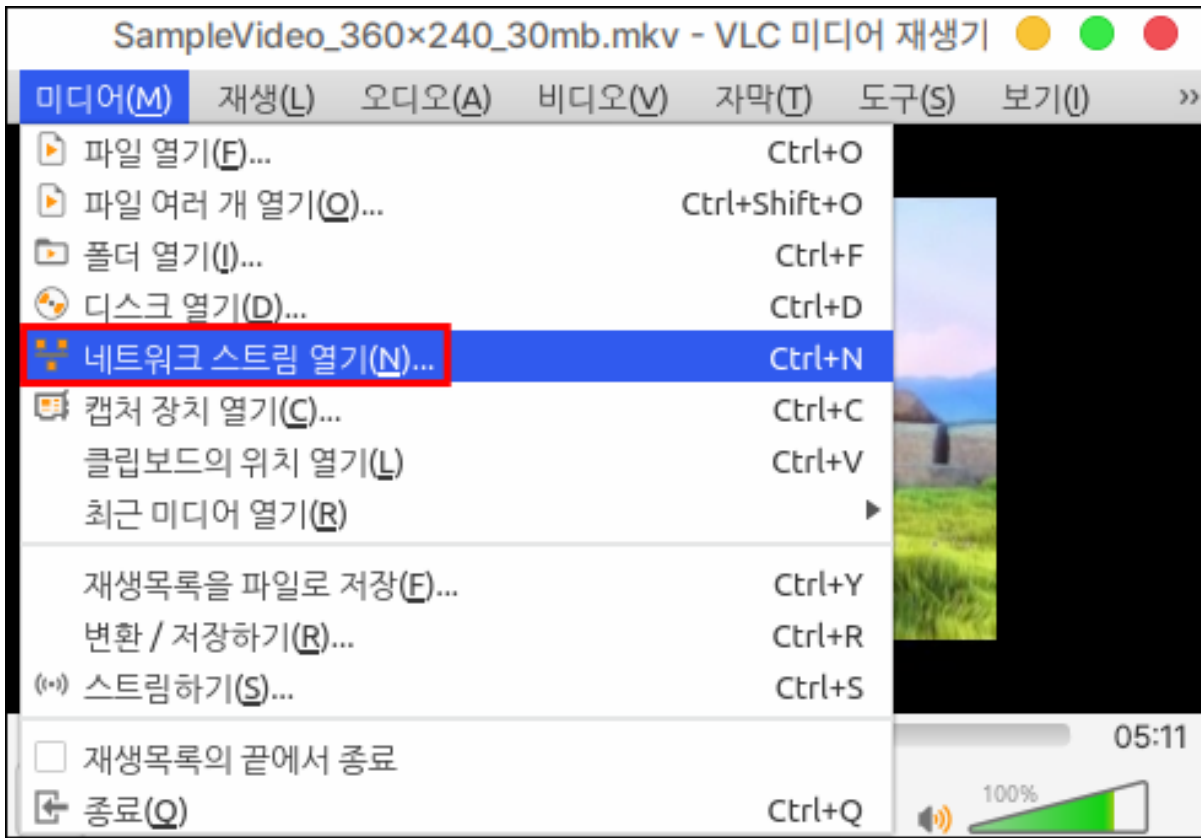 SampleVideo_360×240_30mb.mkv - VLC 미디어 재생기
미디어(M) 재생(L) 오디오(A) 비디오(V) 자막(T) 도구(S) 보기(I) »
파일 열기(F)... Ctrl+O
파일 여러 개 열기(O)... Ctrl+Shift+O
폴더 열기(I)... Ctrl+F
디스크 열기(D)... Ctrl+D
네트워크 스트림 열기(N)... Ctrl+N
캡처 장치 열기(C)... Ctrl+C
클립보드의 위치 열기(L) Ctrl+V
최근 미디어 열기(R)
재생목록을 파일로 저장(F)... Ctrl+Y
변환 / 저장하기(R)... Ctrl+R
스트림하기(S)... Ctrl+S
05:11
재생목록의 끝에서 종료
100%
종료(Q) Ctrl+Q